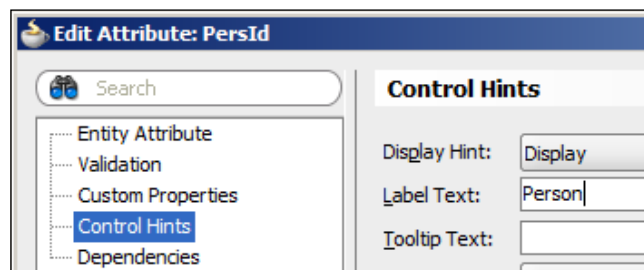 Edit Attribute: PersId
Search
Entity Attribute
Validation
Custom Properties
Control Hints
Dependencies
Control Hints
Display Hint: Display
Label Text: Person
Tooltip Text: